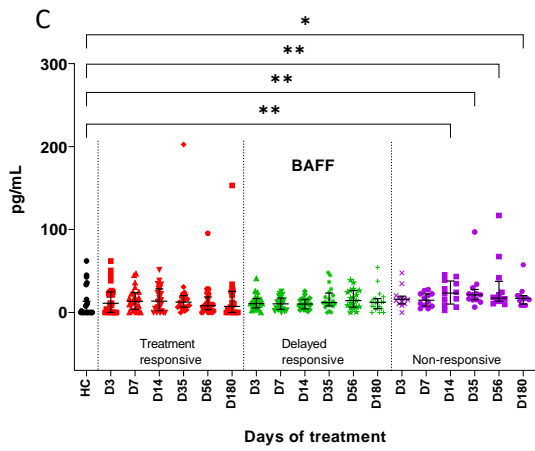 C
*
**
**
**
300
200
100
0
pg/mL
BAFF
Treatment
responsive
Delayed
responsive
Non-responsive
HC
D3
D7
D14
D35
D56
D180
D3
D7
D14
D35
D56
D180
D3
D7
D14
D35
D56
D180
Days of treatment